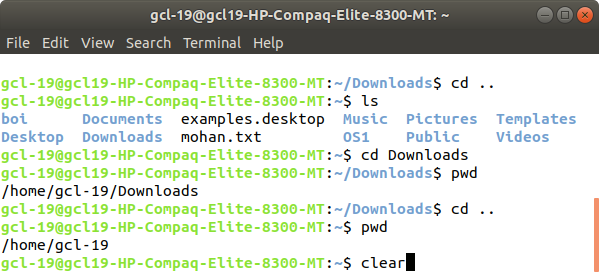 gcl-19@gcl19-HP-Compaq-Elite-8300-MT: ~
File Edit View Search Terminal Help
gcl-19@gcl19-HP-Compaq-Elite-8300-MT:~/Downloads$ cd ..
gcl-19@gcl19-HP-Compaq-Elite-8300-MT:~$ ls
boi Documents examples.desktop Music Pictures Templates
Desktop Downloads mohan.txt OS1 Public Videos
gcl-19@gcl19-HP-Compaq-Elite-8300-MT:~$ cd Downloads
gcl-19@gcl19-HP-Compaq-Elite-8300-MT:~/Downloads$ pwd
/home/gcl-19/Downloads
gcl-19@gcl19-HP-Compaq-Elite-8300-MT:~/Downloads$ cd ..
gcl-19@gcl19-HP-Compaq-Elite-8300-MT:~$ pwd
/home/gcl-19
gcl-19@gcl19-HP-Compaq-Elite-8300-MT:~$ clear